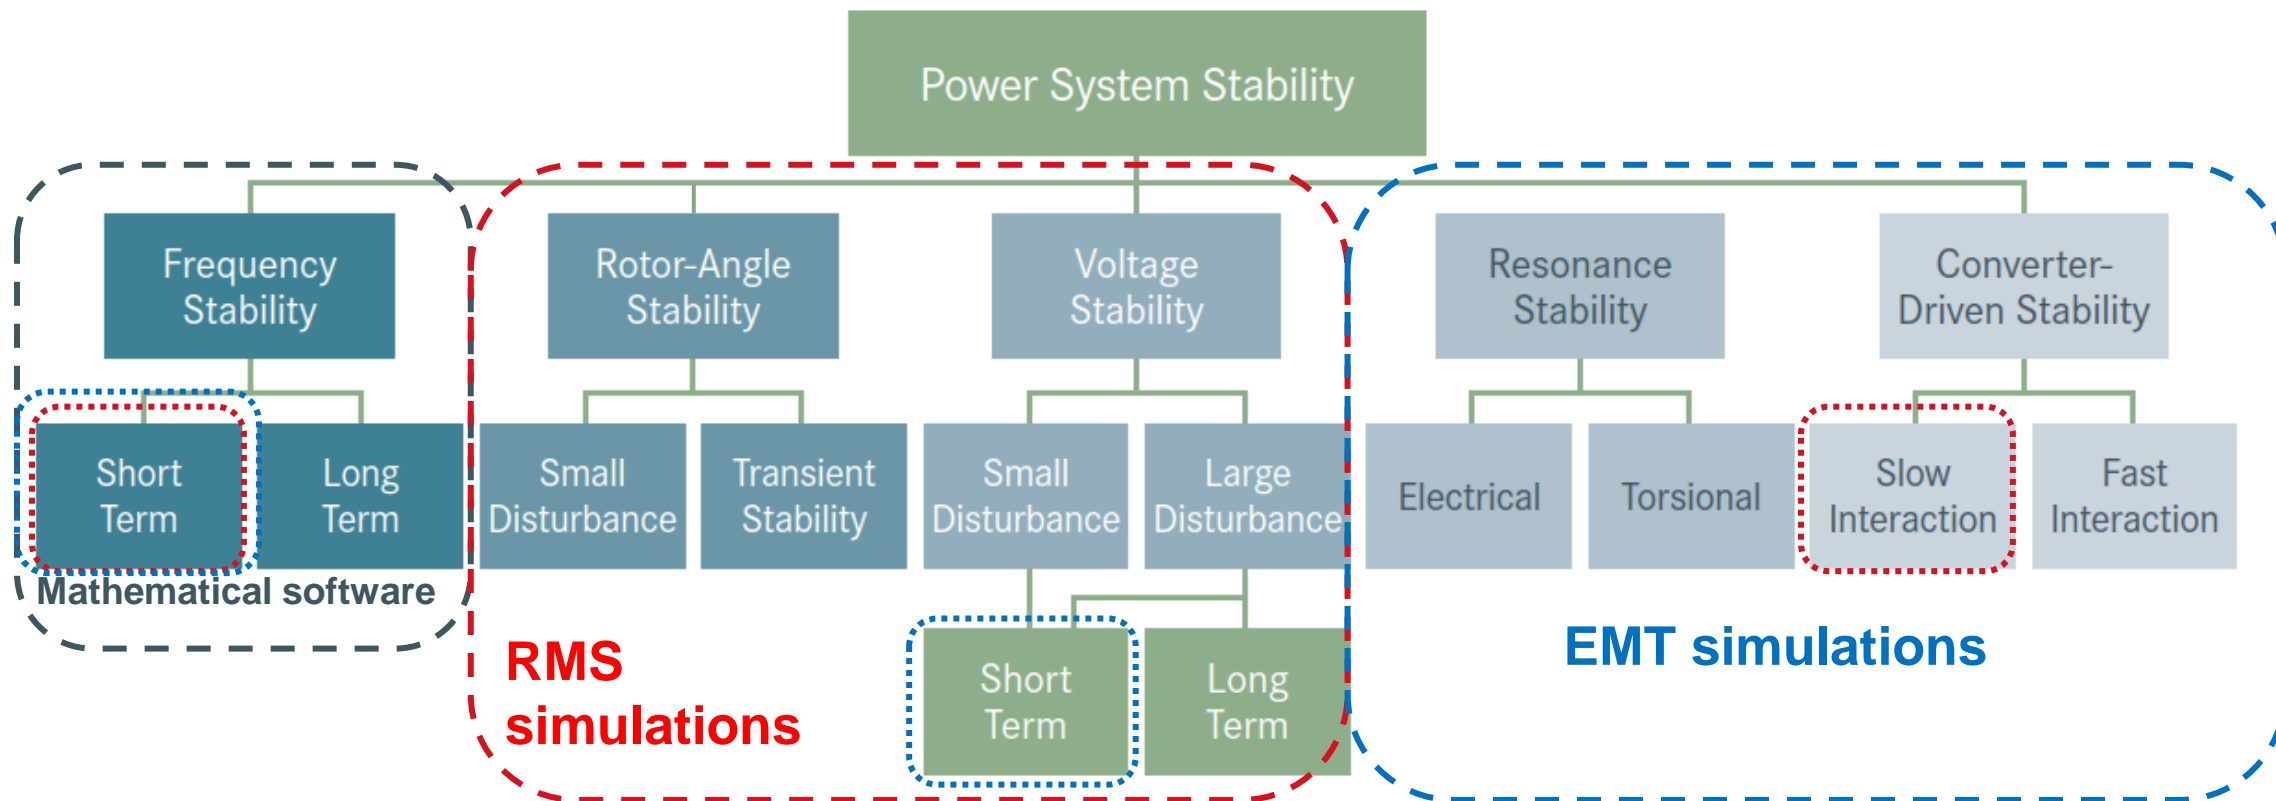 Power System Stability
Frequency
Stability
Rotor-Angle
Stability
Voltage
Stability
Resonance
Stability
Converter-
Driven Stability
Short
Term
Long
Term
Small
Disturbance
Transient
Stability
Small
Disturbance
Large
Disturbance
Electrical
Torsional
Slow
Interaction
Fast
Interaction
Mathematical software
RMS
simulations
Short
Term
Long
Term
EMT simulations